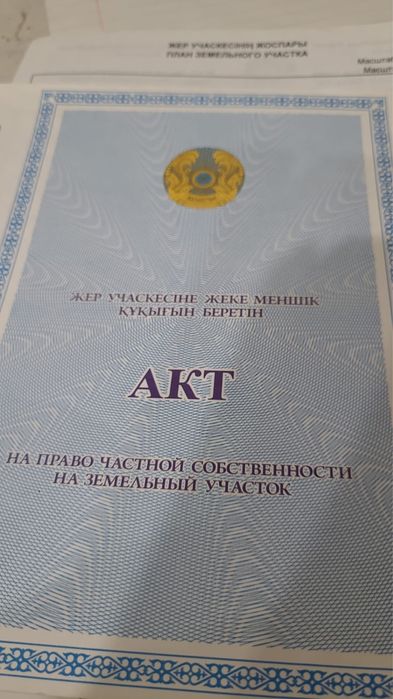 ЖЕР УЧАСКЕСІНІҢ ЖОСПАРЫ
ПЛАН ЗЕМЕЛЬНОГО УЧАСТКА
ЖЕР УЧАСКЕСІНЕ ЖЕКЕ МЕНШІК
ҚҰҚЫҒЫН БЕРЕТІН
АКТ
НА ПРАВО ЧАСТНОЙ СОБСТВЕННОСТИ
НА ЗЕМЕЛЬНЫЙ УЧАСТОК